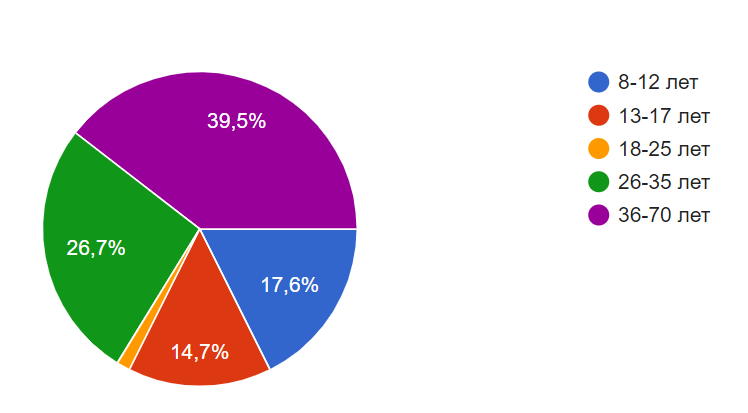 39,5%
26,7%
17,6%
14,7%
8-12 лет
13-17 лет
18-25 лет
26-35 лет
36-70 лет